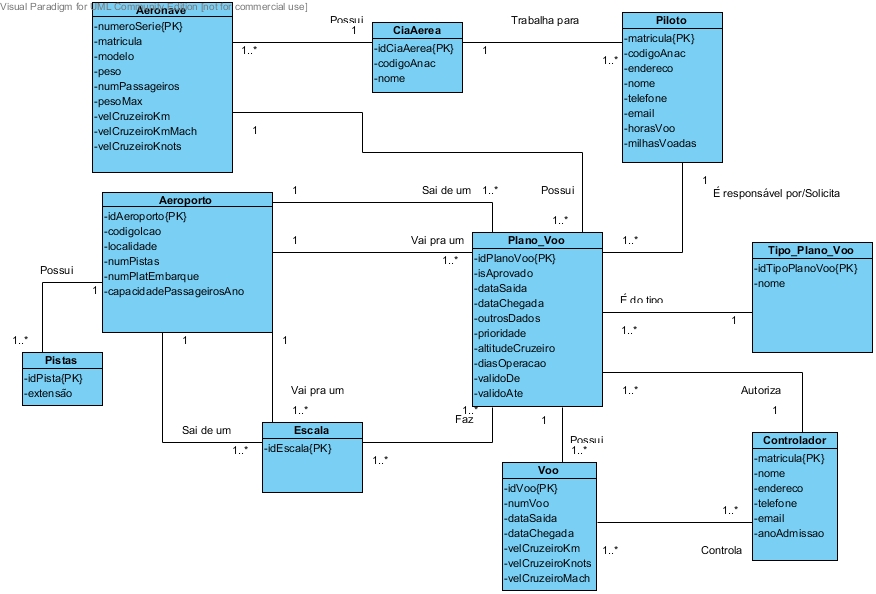 Visual Paradigm for UML Community Edition [not for commercial use]
Aeronave
-numeroSerie{PK}
-matricula
-modelo
-peso
-numPassageiros
-pesoMax
-velCruzeiroKm
-velCruzeiroKmMach
-velCruzeiroKnots
Possui
1
1..*
CiaAerea
-idCiaAerea{PK}
-codigoAnac
-nome
Trabalha para
1
1..*
Piloto
-matricula{PK}
-codigoAnac
-endereco
-nome
-telefone
-email
-horasVoo
-milhasVoadas
1
Possui
1..*
1
É responsável por/Solicita
1..*
Aeroporto
-idAeroporto{PK}
-codigoIcao
-localidade
-numPistas
-numPlatEmbarque
-capacidadePassageirosAno
1
Sai de um
1..*
1
Vai pra um
1..*
Plano_Voo
-idPlanoVoo{PK}
-isAprovado
-dataSaida
-dataChegada
-outrosDados
-prioridade
-altitudeCruzeiro
-diasOperacao
-validoDe
-validoAte
Tipo_Plano_Voo
-idTipoPlanoVoo{PK}
-nome
É do tipo
1
1..*
Possui
1
1..*
Pistas
-idPista{PK}
-extensão
1
1
Vai pra um
1..*
Sai de um
1..*
Escala
-idEscala{PK}
1..*
Faz
1..*
1..*
Autoriza
1
1
Possui
1..*
Voo
-idVoo{PK}
-numVoo
-dataSaida
-dataChegada
-velCruzeiroKm
-velCruzeiroKnots
-velCruzeiroMach
Controlador
-matricula{PK}
-nome
-endereco
-telefone
-email
-anoAdmissao
1..*
1..*
Controla